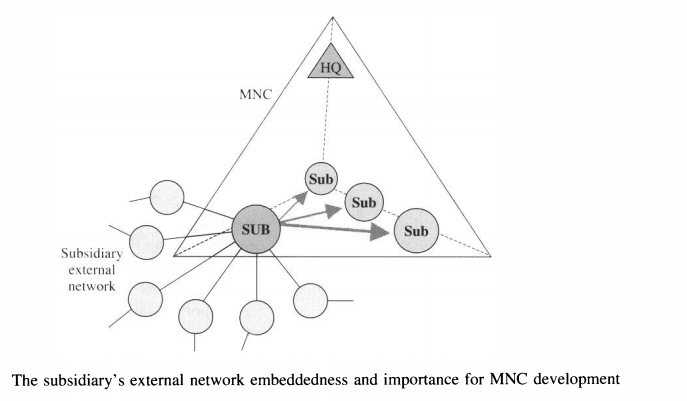 HQ
MNC
Sub
Sub
SUB
Sub
Subsidiary
external
network
The subsidiary's external network embeddedness and importance for MNC development